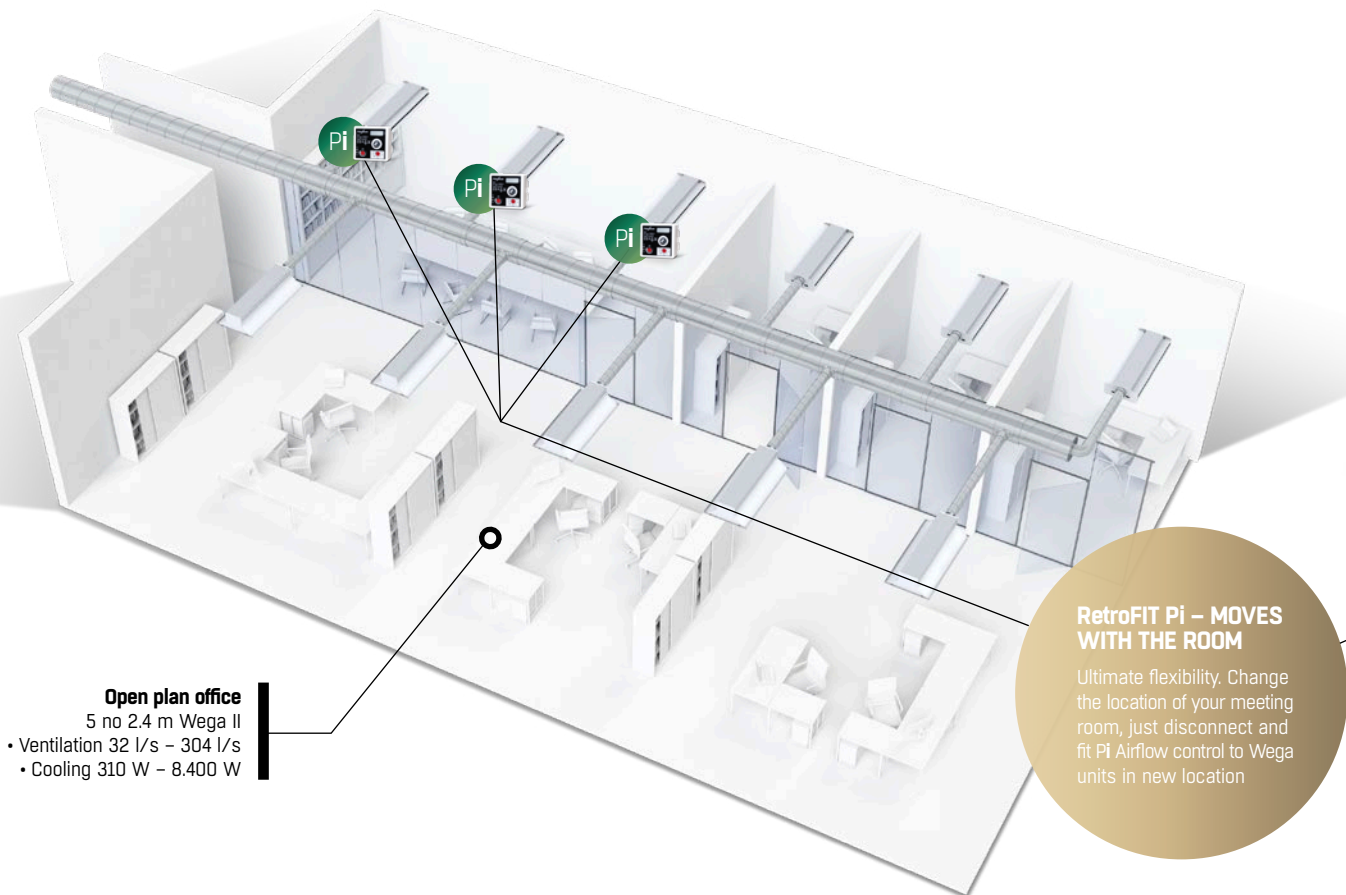 Pi
Pi
Pi
Open plan office
5 no 2.4 m Wega II
• Ventilation 32 l/s – 304 l/s
• Cooling 310 W – 8.400 W
RetroFIT Pi – MOVES
WITH THE ROOM
Ultimate flexibility. Change
the location of your meeting
room, just disconnect and
fit Pi Airflow control to Wega
units in new location